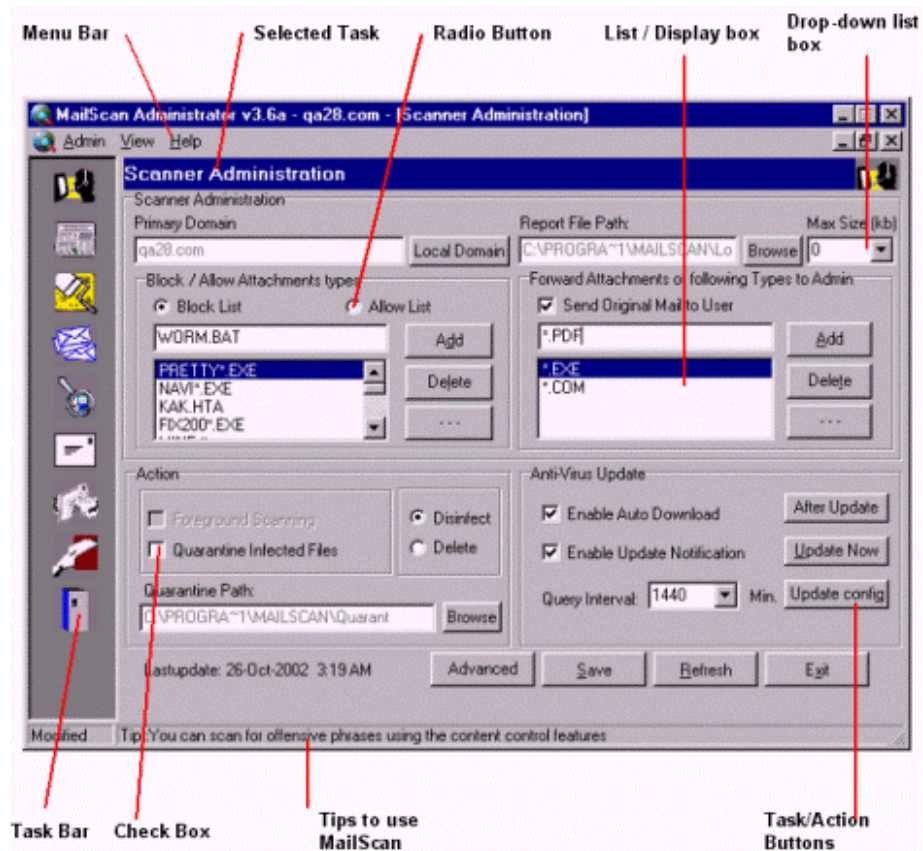 Menu Bar
Selected Task
Radio Button
List / Display box
Drop-down list
box
MailScan Administrator v3.6a - qa28.com - [Scanner Administration]
Admin View Help
Scanner Administration
Scanner Administration
Primary Domain
Report File Path:
Max Size (kb)
qa28.com
Local Domain
C:\PROGRA~1\MAILSCAN\Lo
Browse
0
Block / Allow Attachments types
Forward Attachments of following Types to Admin
Block List
Allow List
Send Original Mail to User
WORM.BAT
Add
*.PDF
Add
PRETTY*.EXE
NAVI*.EXE
KAK.HTA
FIX200*.EXE
Delete
...
*.EXE
*.COM
Delete
...
Action
Anti-Virus Update
Foreground Scanning
Quarantine Infected Files
Disinfect
Delete
Enable Auto Download
After Update
Enable Update Notification
Update Now
Quarantine Path:
C:\PROGRA~1\MAILSCAN\Quarant
Browse
Query Interval: 1440 Min.
Update config
Lastupdate: 26-Oct-2002 3:19 AM
Advanced
Save
Refresh
Exit
Modified
Tip:You can scan for offensive phrases using the content control features
Task Bar
Check Box
Tips to use
MailScan
Task/Action
Buttons